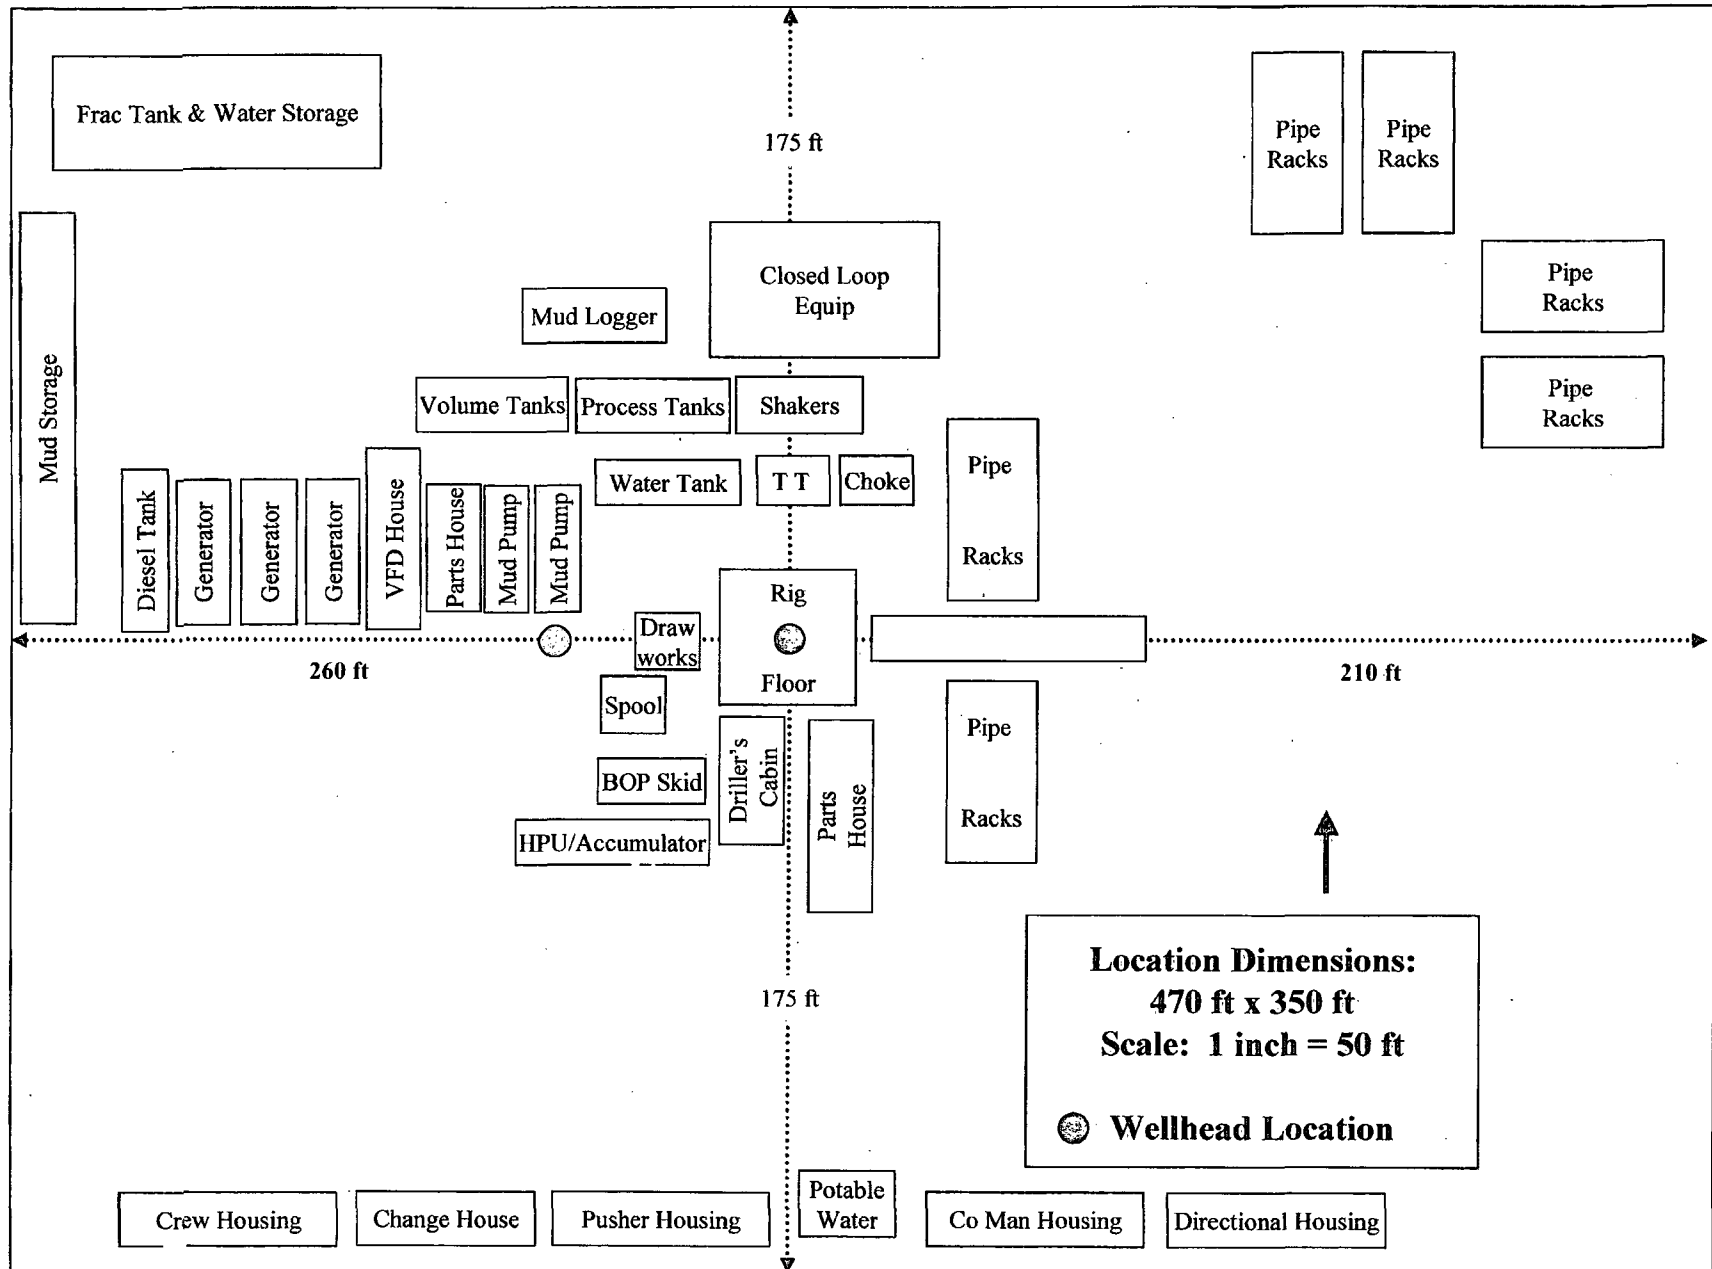 Frac Tank & Water Storage
175 ft
Pipe
Racks
Pipe
Racks
Closed Loop
Equip
Pipe
Racks
Mud Logger
Mud Storage
Volume Tanks
Process Tanks
Shakers
Pipe
Racks
Water Tank
T T
Choke
Pipe
Racks
Diesel Tank
Generator
Generator
Generator
VFD House
Parts House
Mud Pump
Mud Pump
Rig
Floor
Draw
works
260 ft
210 ft
Spool
Pipe
Racks
BOP Skid
Driller's
Cabin
Parts
House
HPU/Accumulator
Location Dimensions:
470 ft x 350 ft
Scale: 1 inch = 50 ft
Wellhead Location
175 ft
Crew Housing
Change House
Pusher Housing
Potable
Water
Co Man Housing
Directional Housing